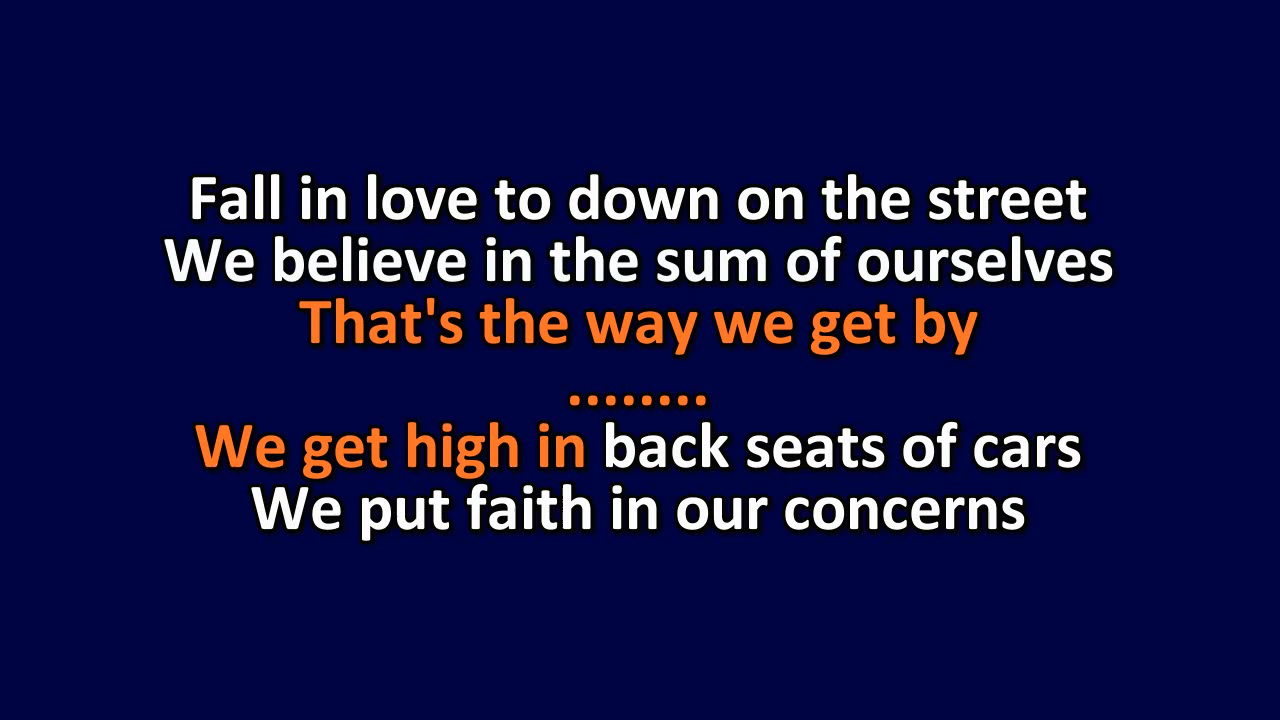 Fall in love to down on the street
We believe in the sum of ourselves
That's the way we get by
........
We get high in back seats of cars
We put faith in our concerns